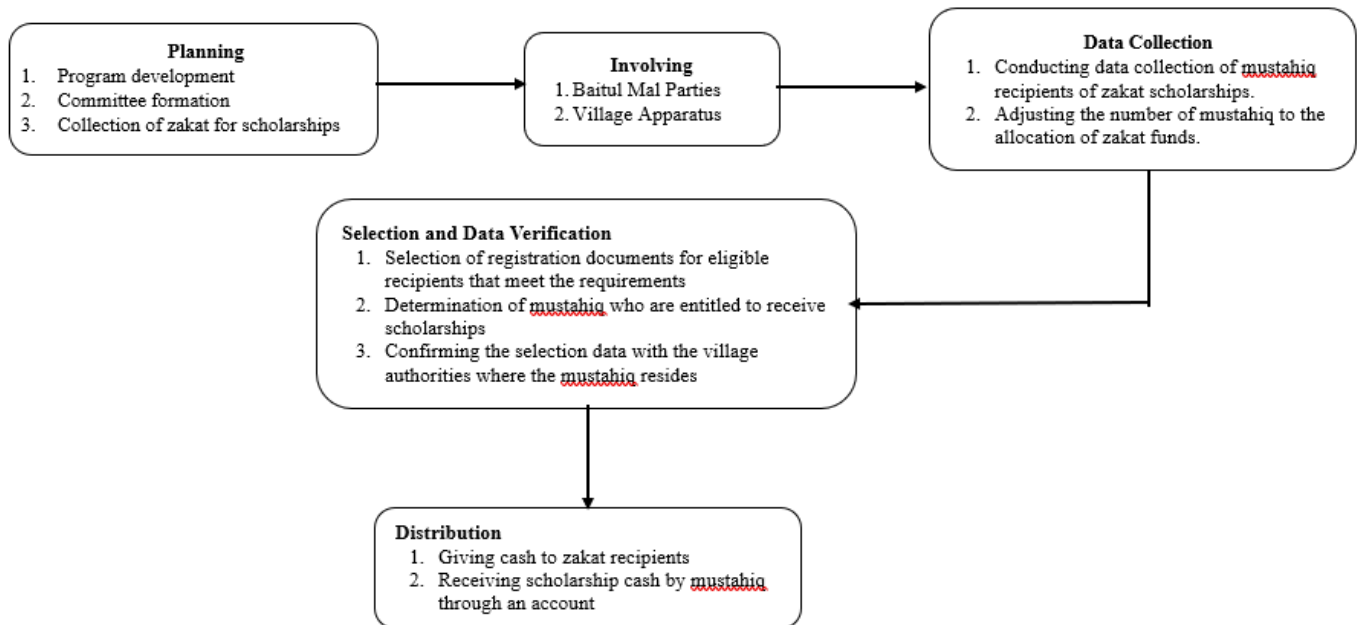 Planning
1. Program development
2. Committee formation
3. Collection of zakat for scholarships
Involving
1. Baitul Mal Parties
2. Village Apparatus
Data Collection
1. Conducting data collection of mustahiq
recipients of zakat scholarships.
2. Adjusting the number of mustahiq to the
allocation of zakat funds.
Selection and Data Verification
1. Selection of registration documents for eligible
recipients that meet the requirements
2. Determination of mustahiq who are entitled to receive
scholarships
3. Confirming the selection data with the village
authorities where the mustahiq resides
Distribution
1. Giving cash to zakat recipients
2. Receiving scholarship cash by mustahiq
through an account